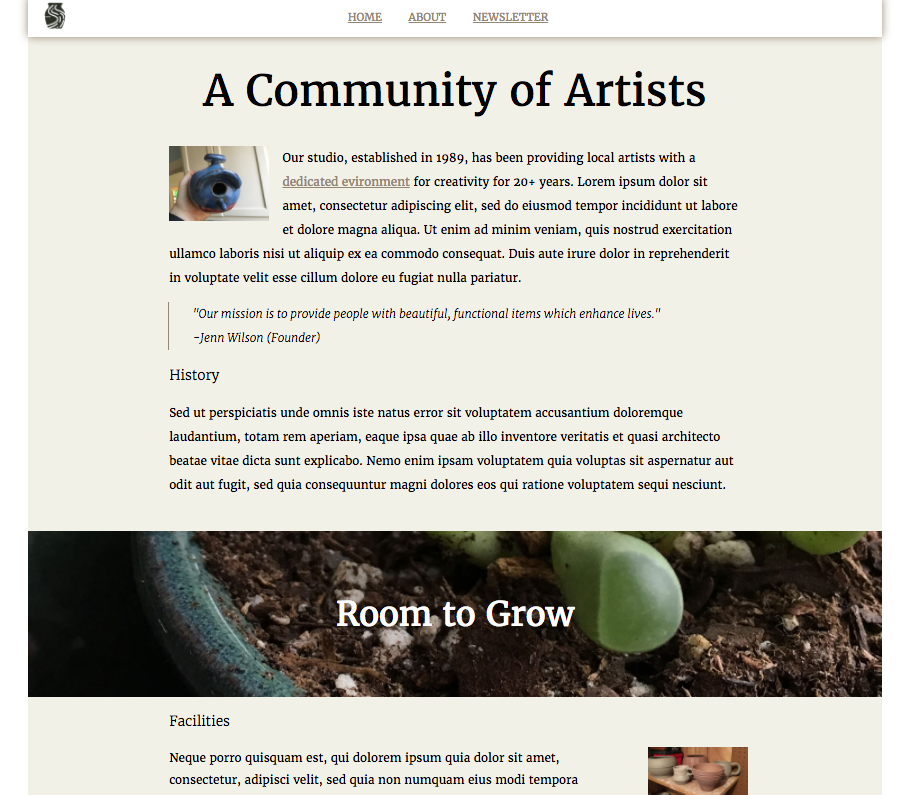 HOME ABOUT NEWSLETTER
A Community of Artists
Our studio, established in 1989, has been providing local artists with a
dedicated evironment for creativity for 20+ years. Lorem ipsum dolor sit
amet, consectetur adipiscing elit, sed do eiusmod tempor incididunt ut labore
et dolore magna aliqua. Ut enim ad minim veniam, quis nostrud exercitation
ullamco laboris nisi ut aliquip ex ea commodo consequat. Duis aute irure dolor in reprehenderit
in voluptate velit esse cillum dolore eu fugiat nulla pariatur.
"Our mission is to provide people with beautiful, functional items which enhance lives."
-Jenn Wilson (Founder)
History
Sed ut perspiciatis unde omnis iste natus error sit voluptatem accusantium doloremque
laudantium, totam rem aperiam, eaque ipsa quae ab illo inventore veritatis et quasi architecto
beatae vitae dicta sunt explicabo. Nemo enim ipsam voluptatem quia voluptas sit aspernatur aut
odit aut fugit, sed quia consequuntur magni dolores eos qui ratione voluptatem sequi nesciunt.
Room to Grow
Facilities
Neque porro quisquam est, qui dolorem ipsum quia dolor sit amet,
consectetur, adipisci velit, sed quia non numquam eius modi tempora